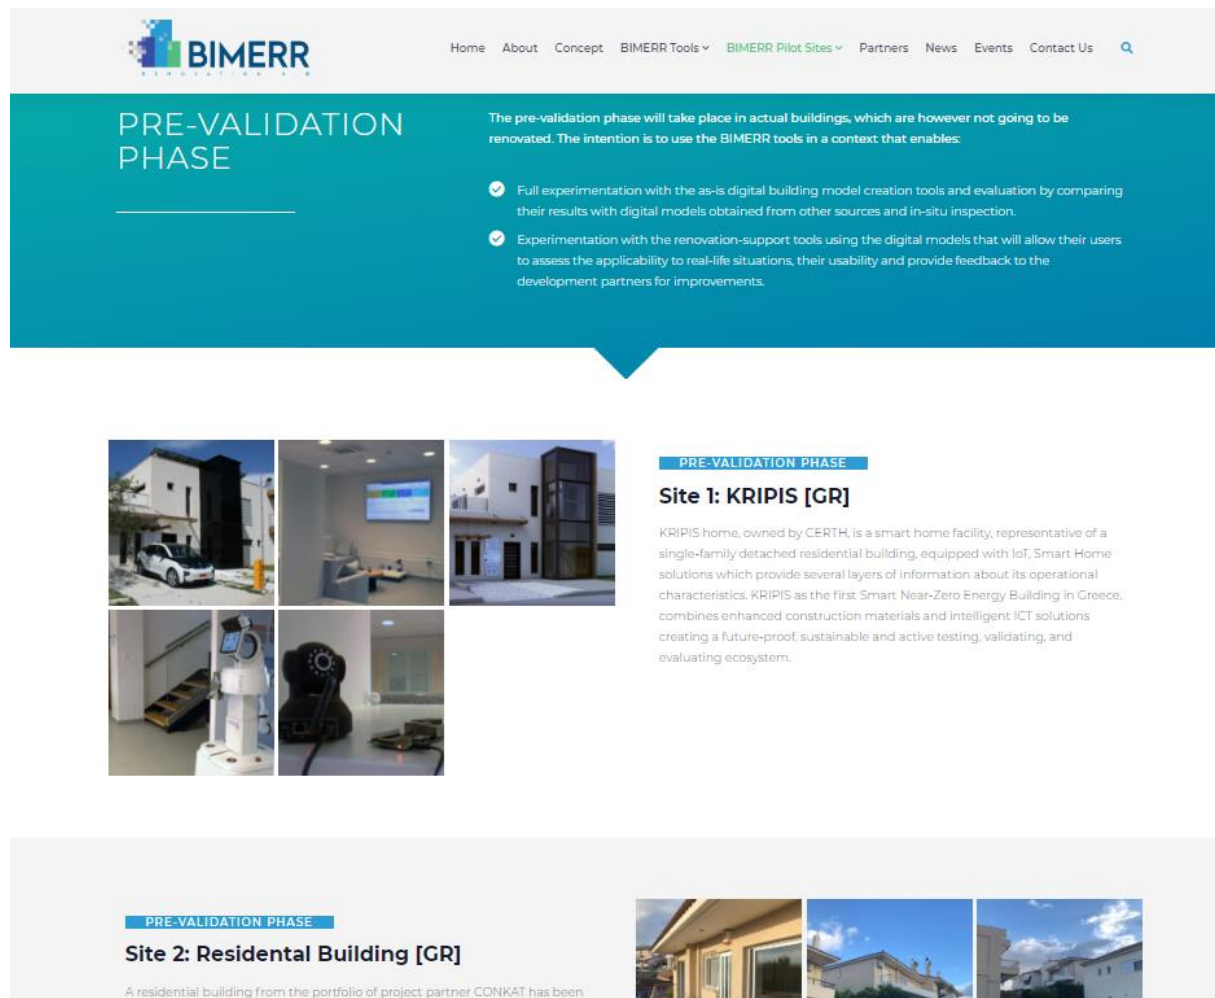 BIMERR
RENOVATION 4.0
Home About Concept BIMERR Tools BIMERR Pilot Sites Partners News Events Contact Us
PRE-VALIDATION
PHASE
The pre-validation phase will take place in actual buildings, which are however not going to be
renovated. The intention is to use the BIMERR tools in a context that enables:
Full experimentation with the as-is digital building model creation tools and evaluation by comparing
their results with digital models obtained from other sources and in-situ inspection.
Experimentation with the renovation-support tools using the digital models that will allow their users
to assess the applicability to real-life situations, their usability and provide feedback to the
development partners for improvements.
PRE-VALIDATION PHASE
Site 1: KRIPIS [GR]
KRIPIS home, owned by CERTH, is a smart home facility, representative of a
single-family detached residential building, equipped with IoT, Smart Home
solutions which provide several layers of information about its operational
characteristics. KRIPIS as the first Smart Near-Zero Energy Building in Greece,
combines enhanced construction materials and intelligent ICT solutions
creating a future-proof, sustainable and active testing, validating, and
evaluating ecosystem.
PRE-VALIDATION PHASE
Site 2: Residental Building [GR]
A residential building from the portfolio of project partner CONKAT has been